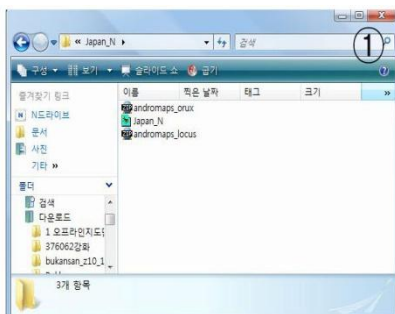 « Japan_N ▸
검색
①
구성 ▾ 보기 ▾ 슬라이드 쇼 굽기
즐겨찾기 링크
이름 찍은 날짜 태그 크기 »
N드라이브
문서
사진
기타 »
andromaps_orux
Japan_N
andromaps_locus
폴더
검색
다운로드
1 오프라인지도
376062강화
bukansan_z10_1
3개 항목